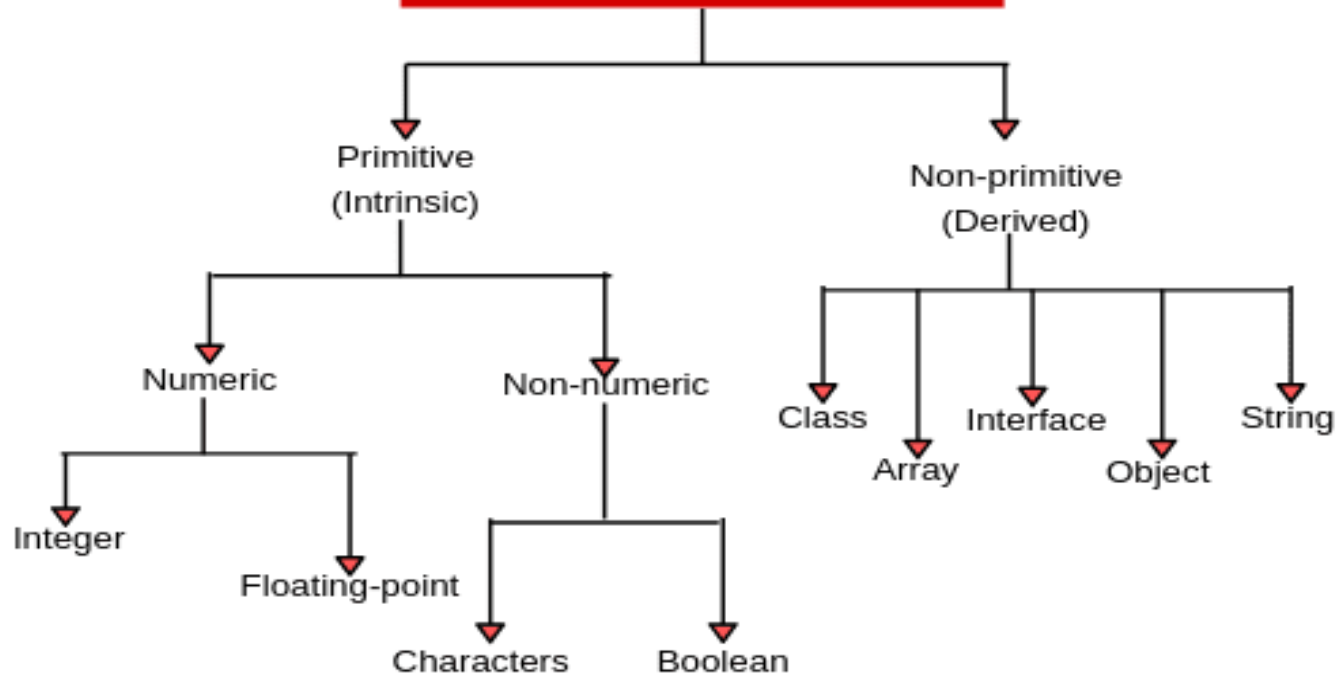 Primitive
(Intrinsic)
Non-primitive
(Derived)
Numeric
Non-numeric
Class
Interface
String
Array
Object
Integer
Floating-point
Characters
Boolean